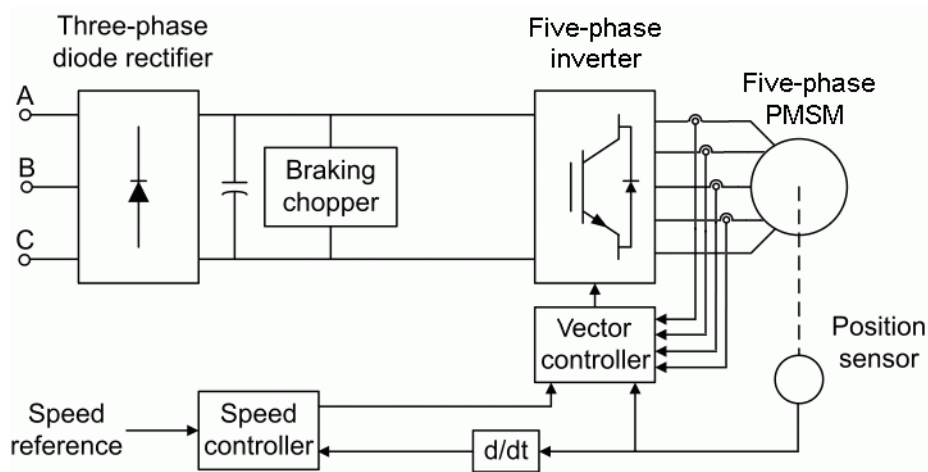 Three-phase
diode rectifier
Five-phase
inverter
Five-phase
PMSM
A
B
C
Braking
chopper
Vector
controller
Position
sensor
Speed
reference
Speed
controller
d/dt